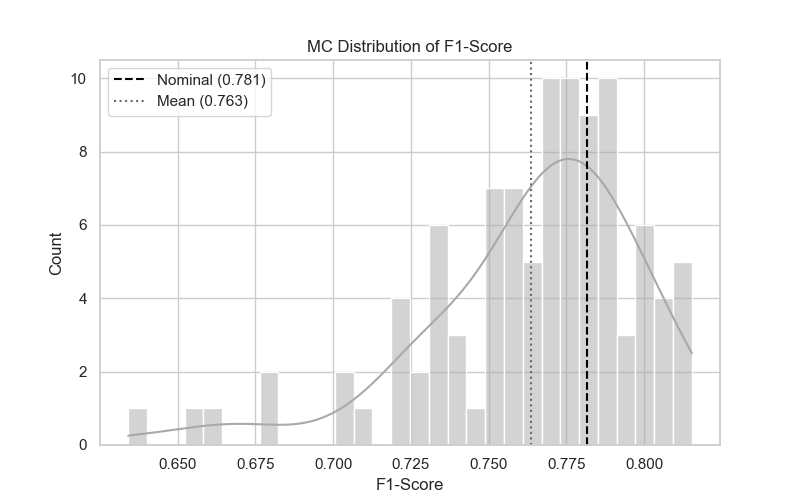 MC Distribution of F1-Score
Nominal (0.781)
Mean (0.763)
10
8
6
4
2
0
Count
0.650 0.675 0.700 0.725 0.750 0.775 0.800
F1-Score